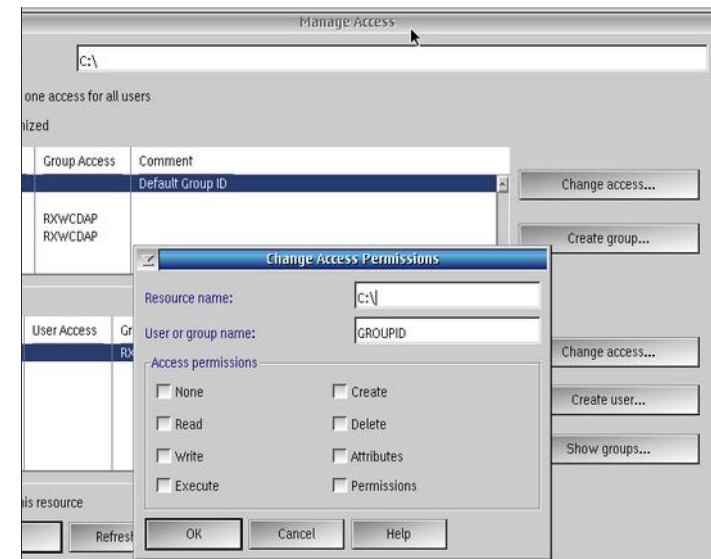 Manage Access
C:\
one access for all users
nized
Group Access Comment
Default Group ID
Change access...
RXWCDAP
RXWCDAP
Create group...
Change Access Permissions
Resource name: C:\
User or group name: GROUPID
User Access Gr
RX
Change access...
Access permissions
None Create
Create user...
Read Delete
Show groups...
Write Attributes
Execute Permissions
is resource
Refresh
OK Cancel Help